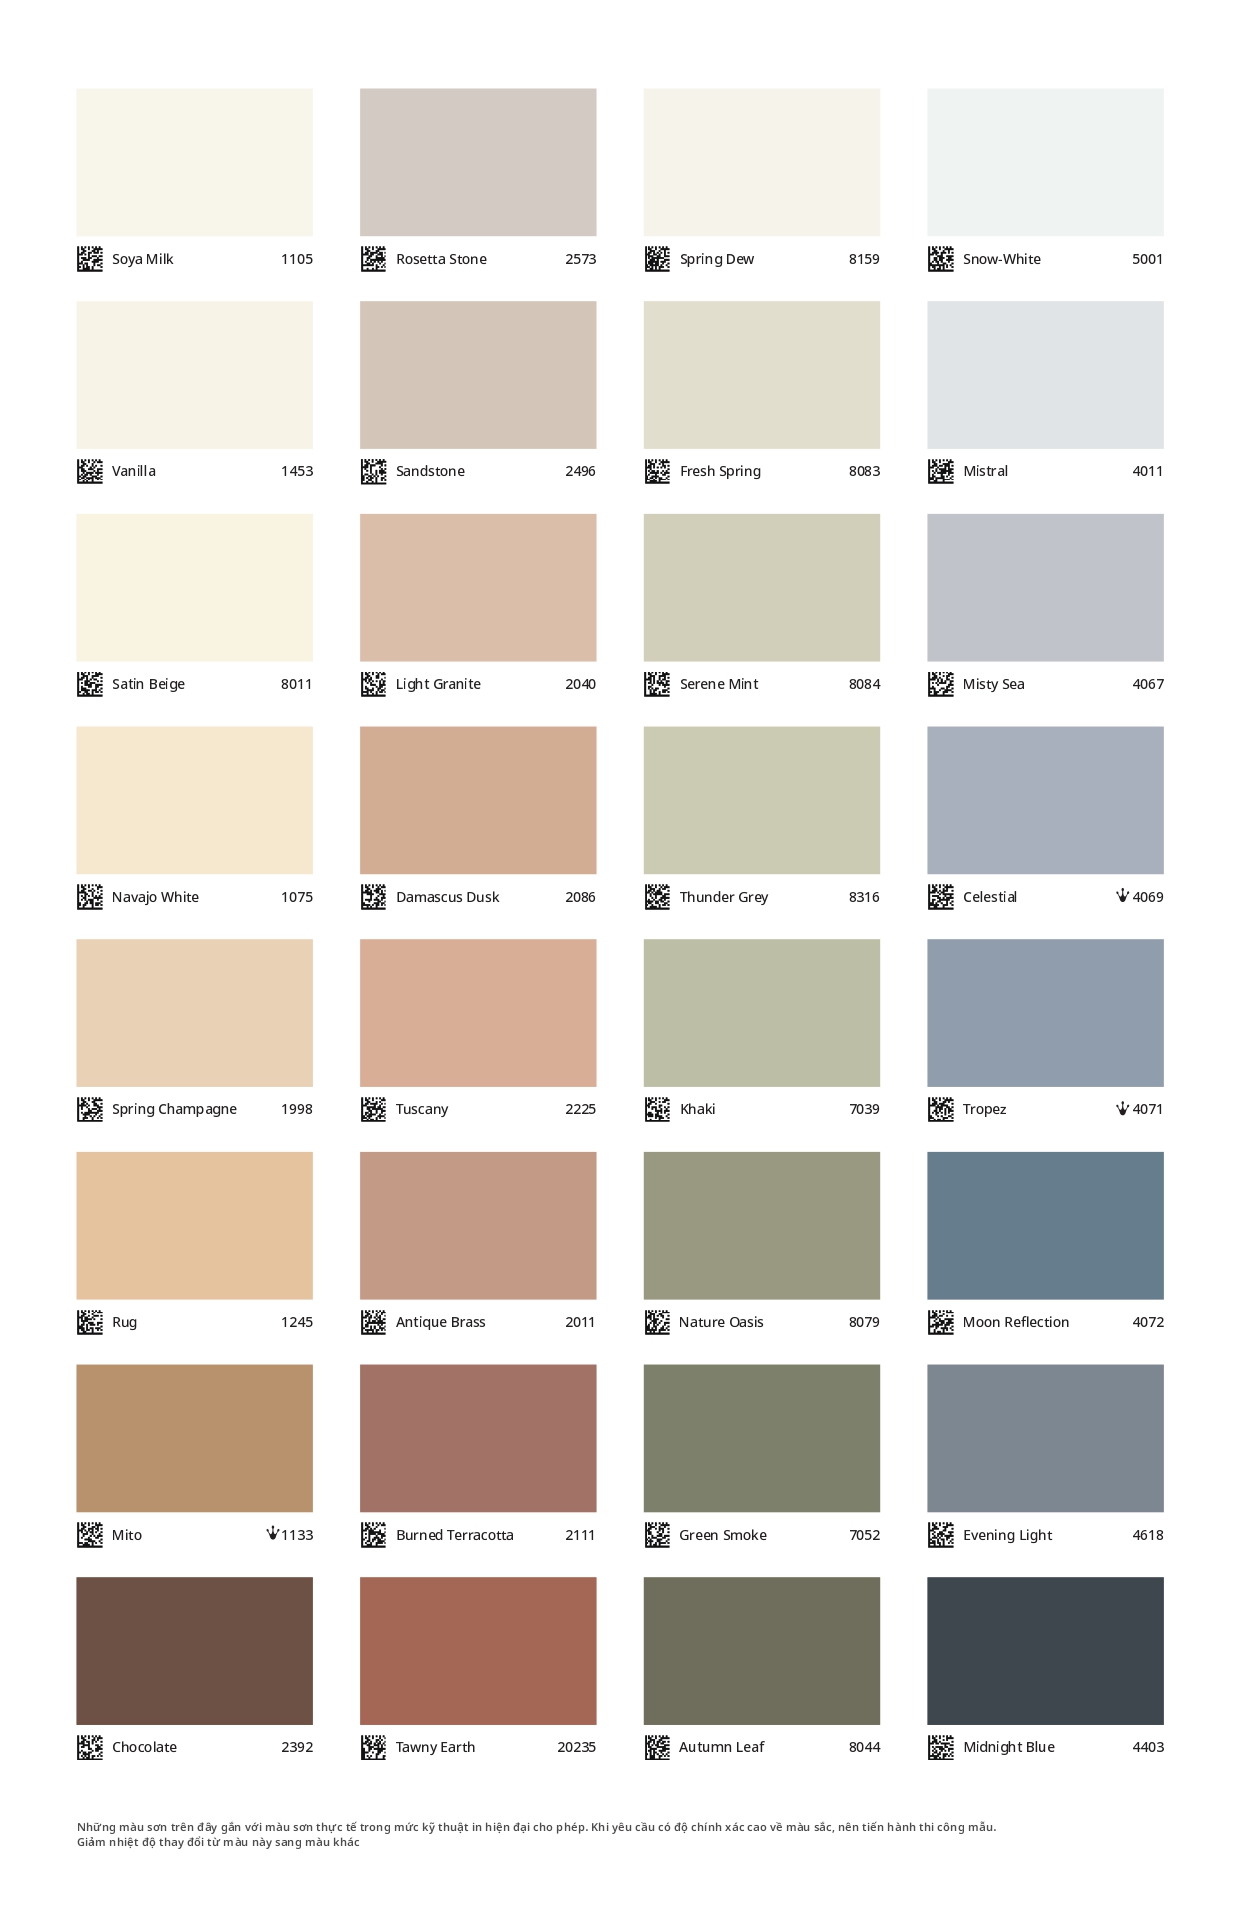 Soya Milk 1105 Rosetta Stone 2573 Spring Dew 8159 Snow-White 5001
Vanilla 1453 Sandstone 2496 Fresh Spring 8083 Mistral 4011
Satin Beige 8011 Light Granite 2040 Serene Mint 8084 Misty Sea 4067
Navajo White 1075 Damascus Dusk 2086 Thunder Grey 8316 Celestial 4069
Spring Champagne 1998 Tuscany 2225 Khaki 7039 Tropez 4071
Rug 1245 Antique Brass 2011 Nature Oasis 8079 Moon Reflection 4072
Mito 1133 Burned Terracotta 2111 Green Smoke 7052 Evening Light 4618
Chocolate 2392 Tawny Earth 20235 Autumn Leaf 8044 Midnight Blue 4403
Những màu sơn trên đây gần với màu sơn thực tế trong mức kỹ thuật in hiện đại cho phép. Khi yêu cầu có độ chính xác cao về màu sắc, nên tiến hành thi công mẫu.
Giảm nhiệt độ thay đổi từ màu này sang màu khác